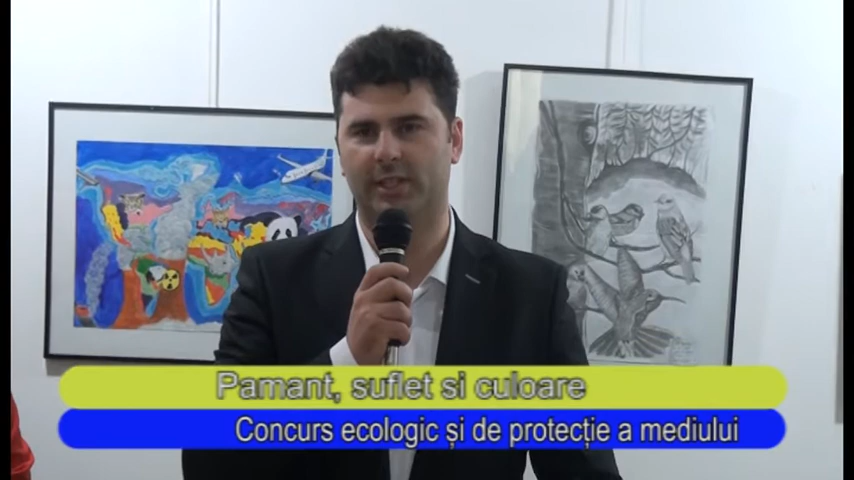 Pamant, suflet si culoare
Concurs ecologic și de protecție a mediului